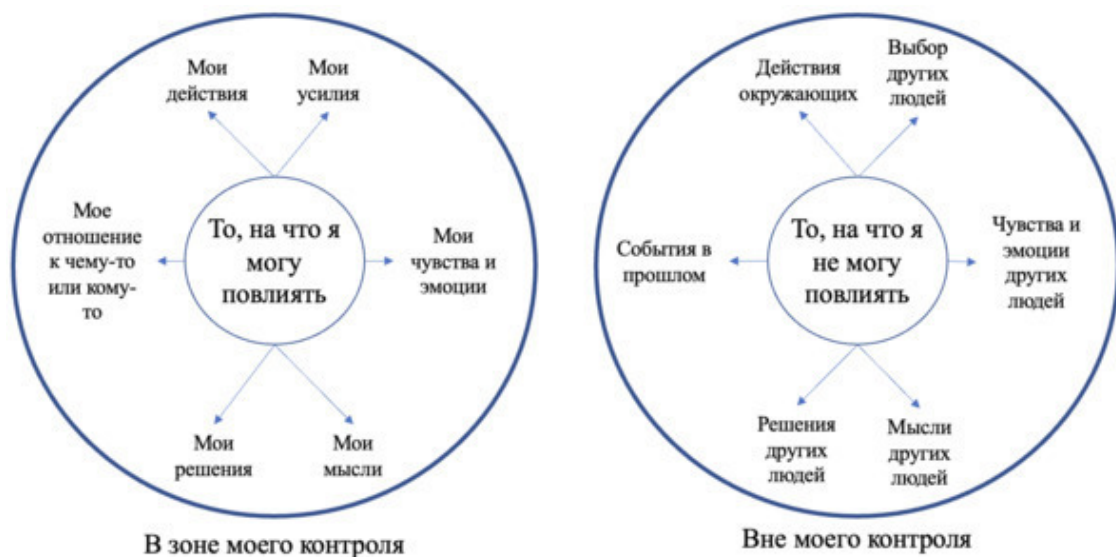 Мои
действия
Мои
усилия
Мое
отношение
к чему-то
или кому-
то
То, на что я
могу
повлиять
Мои
чувства и
эмоции
Мои
решения
Мои
мысли
В зоне моего контроля
Действия
окружающих
Выбор
других
людей
События в
прошлом
То, на что я
не могу
повлиять
Чувства и
эмоции
других
людей
Решения
других
людей
Мысли
других
людей
Вне моего контроля